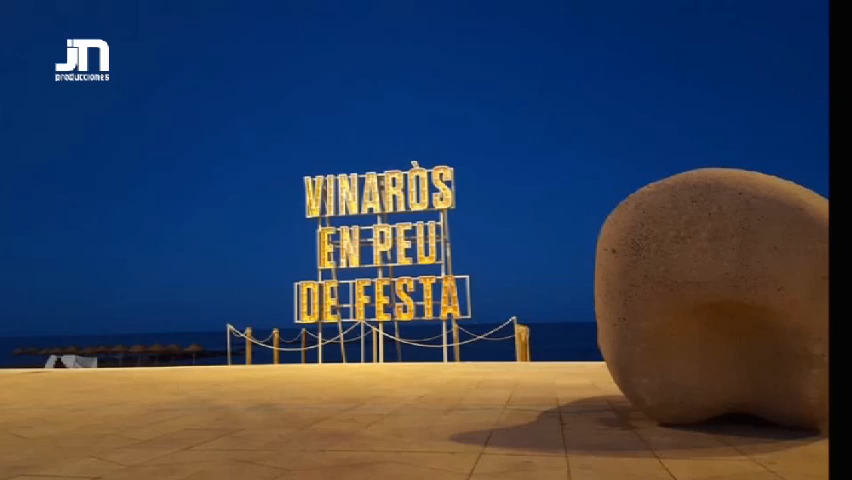 JN
producciones
VINARÒS
EN PEU
DE FESTA